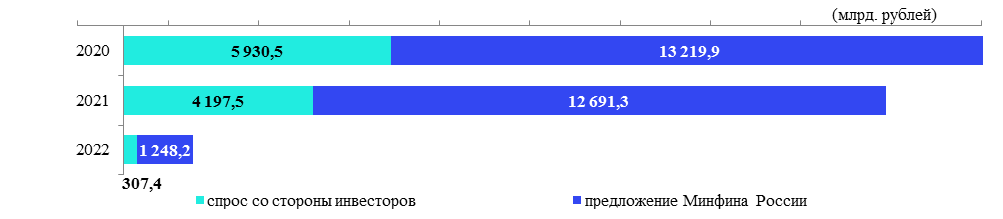 (млрд. рублей)
2020 5 930,5 13 219,9
2021 4 197,5 12 691,3
2022 1 248,2
307,4
спрос со стороны инвесторов предложение Минфина России